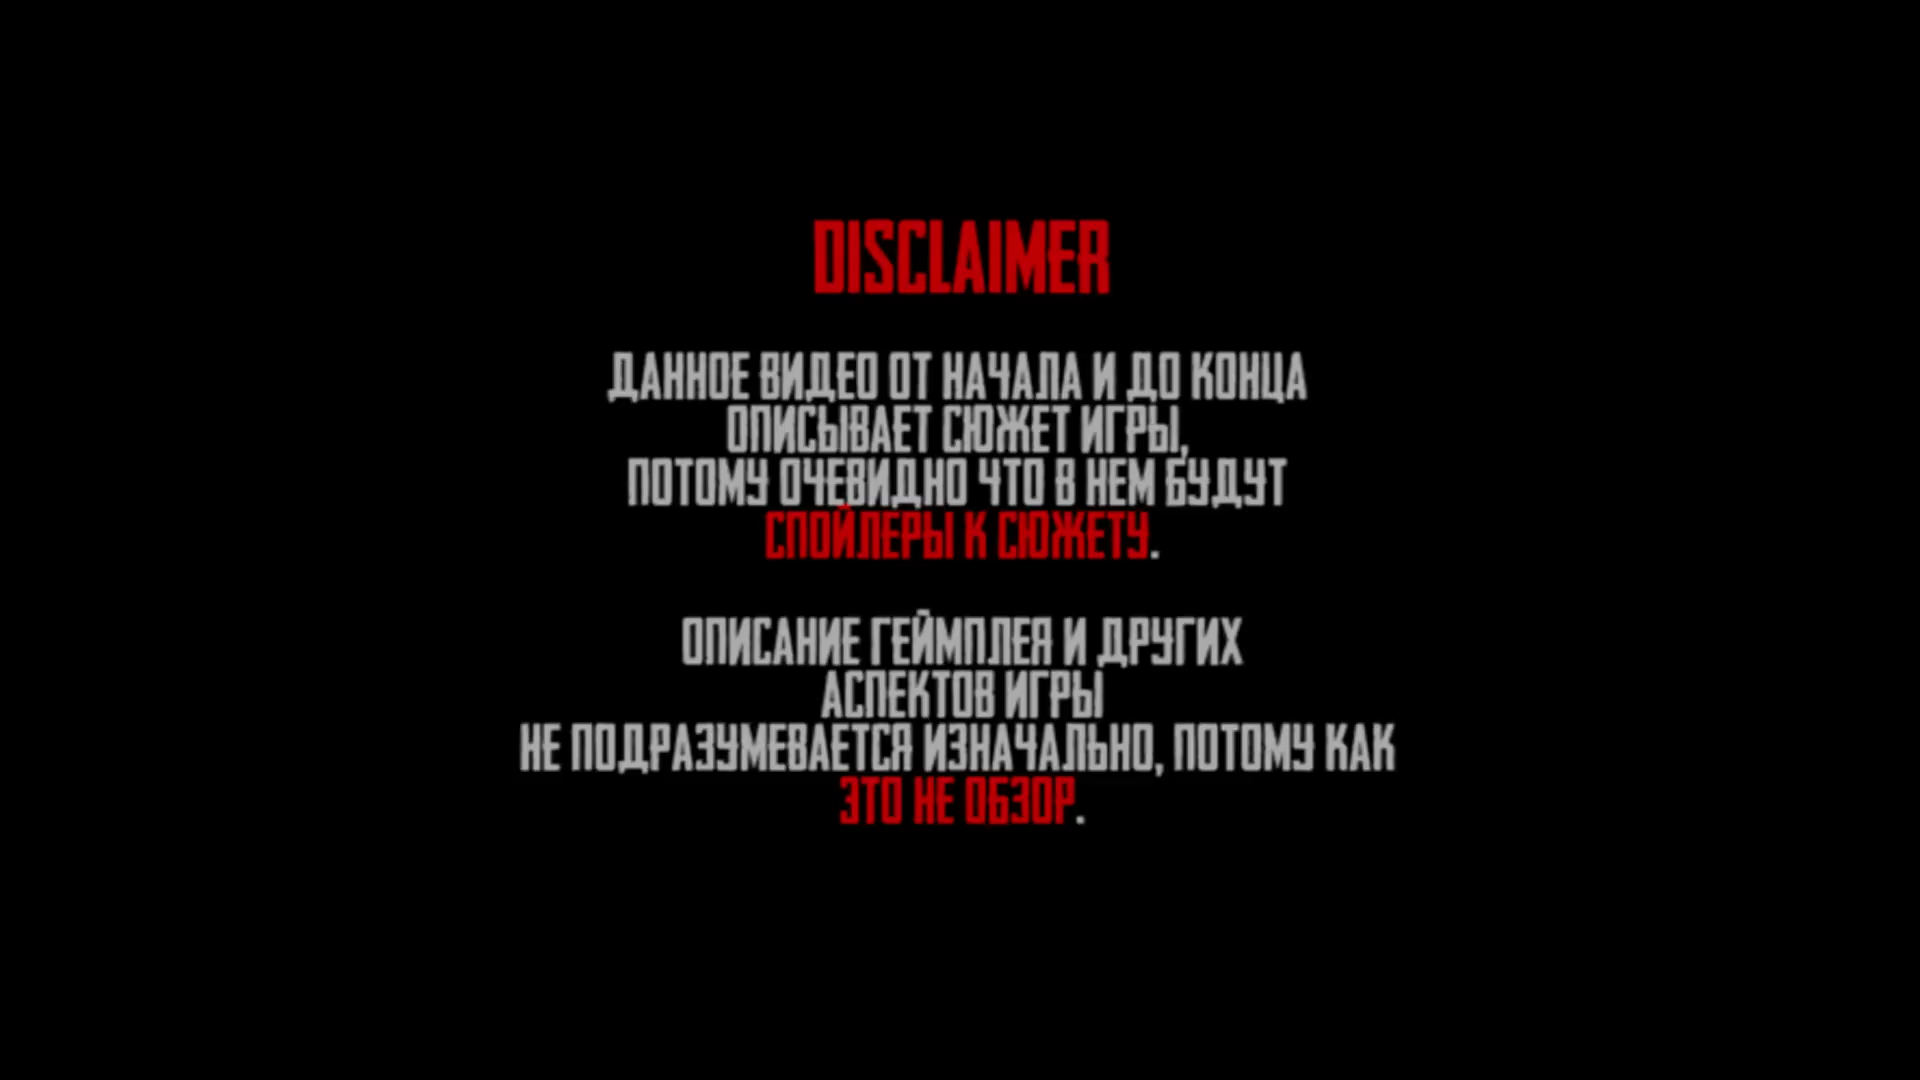 DISCLAIMER
ДАННОЕ ВИДЕО ОТ НАЧАЛА И ДО КОНЦА
ОПИСЫВАЕТ СЮЖЕТ ИГРЫ,
ПОТОМУ ОЧЕВИДНО ЧТО В НЕМ БУДУТ
СПОЙЛЕРЫ К СЮЖЕТУ.
ОПИСАНИЕ ГЕЙМПЛЕЯ И ДРУГИХ
АСПЕКТОВ ИГРЫ
НЕ ПОДРАЗУМЕВАЕТСЯ ИЗНАЧАЛЬНО, ПОТОМУ КАК
ЭТО НЕ ОБЗОР.